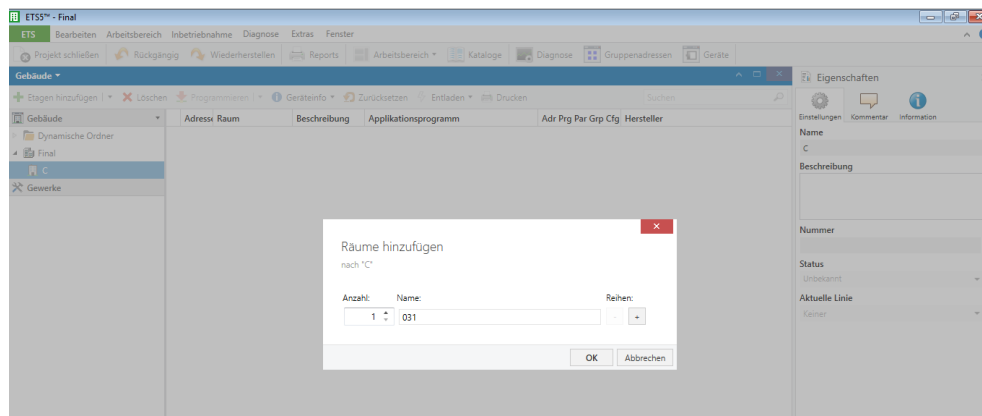 ETS5™ - Final
ETS Bearbeiten Arbeitsbereich Inbetriebnahme Diagnose Extras Fenster
Projekt schließen Rückgängig Wiederherstellen Reports Arbeitsbereich Kataloge Diagnose Gruppenadressen Geräte
Gebäude
Etagen hinzufügen Löschen Programmieren Geräteinfo Zurücksetzen Entladen Drucken Suchen
Gebäude Adresse Raum Beschreibung Applikationsprogramm Adr Prg Par Grp Cfg Hersteller
Dynamische Ordner
Final
C
Gewerke
Räume hinzufügen
nach "C"
Anzahl: Name: Reihen:
1 031 - +
OK Abbrechen
Eigenschaften
Einstellungen Kommentar Information
Name
C
Beschreibung
Nummer
Status
Unbekannt
Aktuelle Linie
Keiner